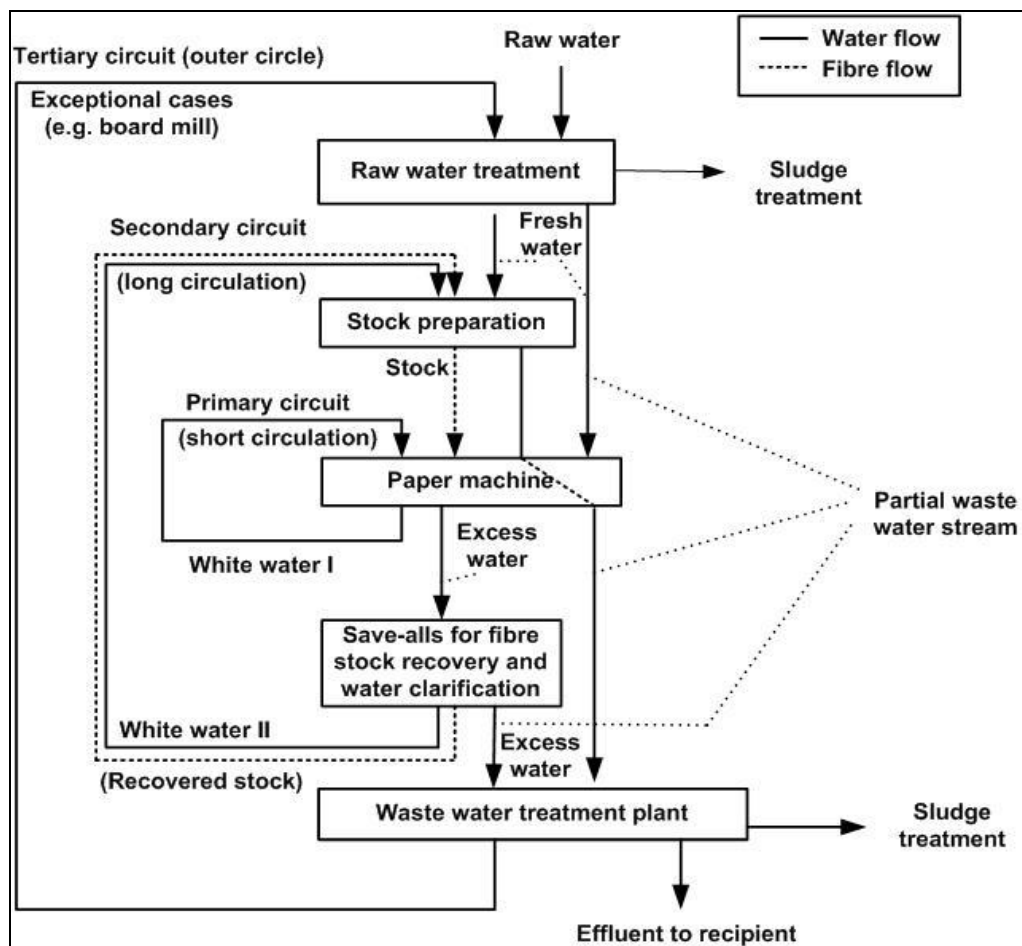 Raw water
Water flow
Fibre flow
Tertiary circuit (outer circle)
Exceptional cases
(e.g. board mill)
Raw water treatment
Sludge
treatment
Fresh
water
Secondary circuit
(long circulation)
Stock preparation
Stock
Primary circuit
(short circulation)
Paper machine
Partial waste
water stream
Excess
water
White water I
Save-alls for fibre
stock recovery and
water clarification
White water II
Excess
water
(Recovered stock)
Waste water treatment plant
Sludge
treatment
Effluent to recipient